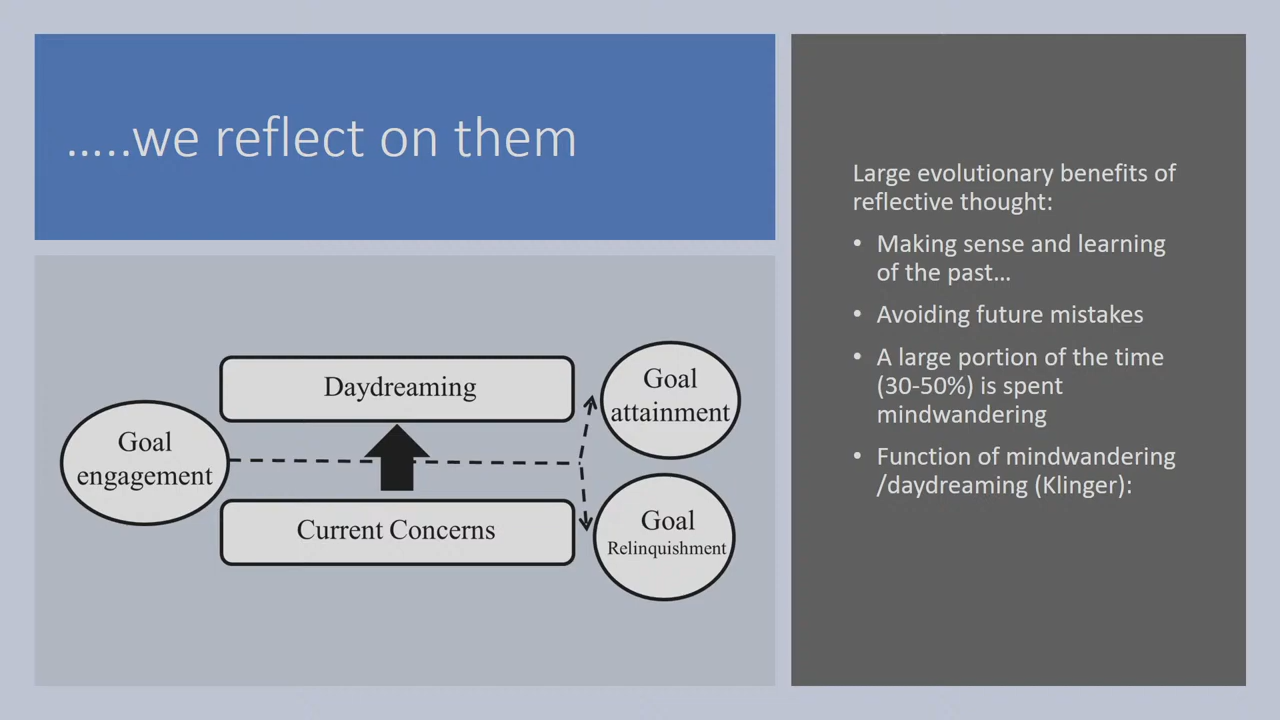 .....we reflect on them
Daydreaming
Goal
engagement
Current Concerns
Goal
attainment
Goal
Relinquishment
Large evolutionary benefits of
reflective thought:
• Making sense and learning
of the past...
• Avoiding future mistakes
• A large portion of the time
(30-50%) is spent
mindwandering
• Function of mindwandering
/daydreaming (Klinger):